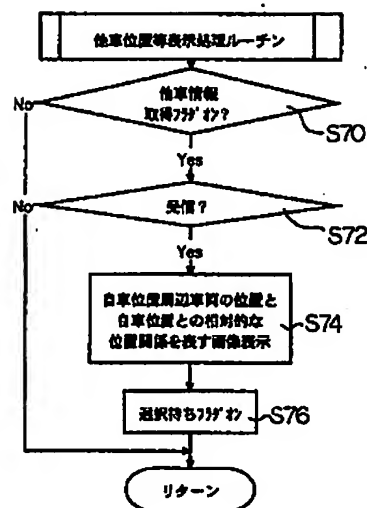 他車位置等表示処理ルーチン
他車情報
取得フラグオン?
No
S70
Yes
受信?
No
S72
Yes
自車位置周辺車両の位置と
自車位置との相対的な
位置関係を表す画像表示
S74
選択待ちフラグオン
S76
リターン